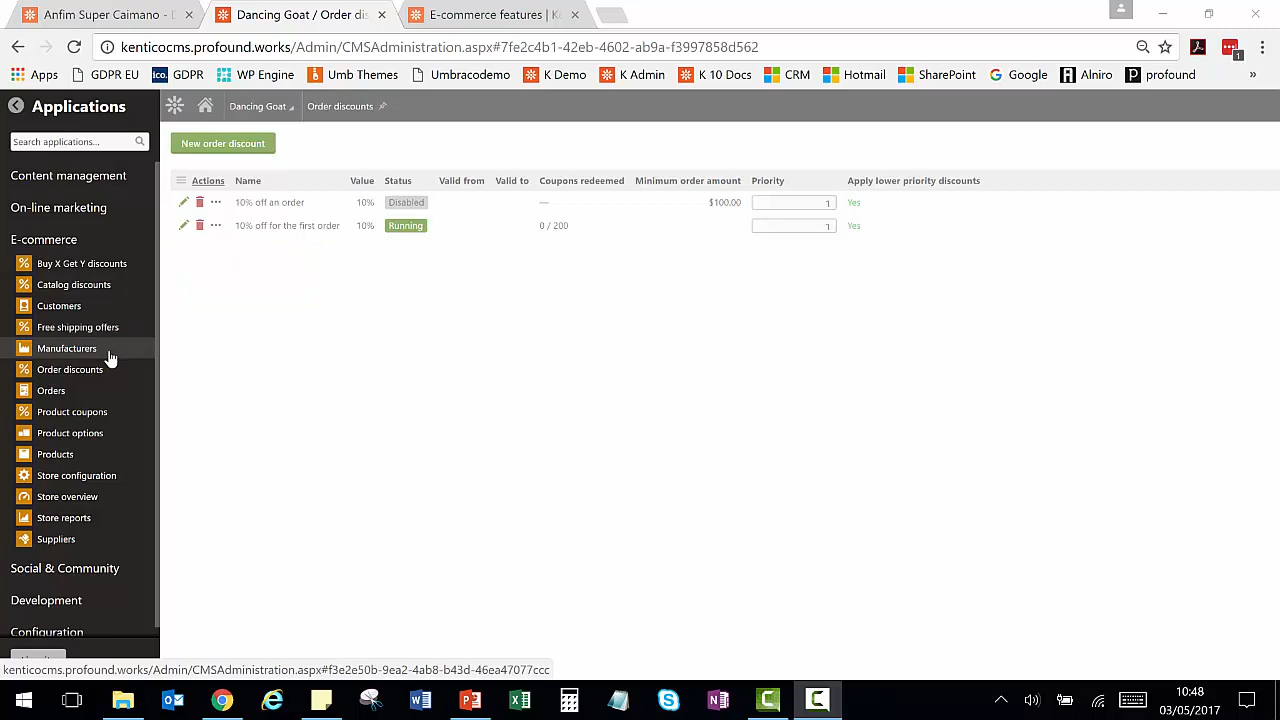 Anfim Super Caimano - D
Dancing Goat / Order dis
E-commerce features | Ke
kenticocms.profound.works/Admin/CMSAdministration.aspx#7fe2c4b1-42eb-4602-ab9a-f3997858d562
1
Apps
GDPR EU
ico.
GDPR
WP Engine
Umb Themes
Umbracodemo
K Demo
K Admin
K 10 Docs
CRM
Hotmail
SharePoint
Google
Alniro
profound
»
Applications
Dancing Goat
Order discounts
Search applications...
New order discount
Content management
Actions Name Value Status Valid from Valid to Coupons redeemed Minimum order amount Priority Apply lower priority discounts
10% off an order 10% Disabled — $100.00 1 Yes
10% off for the first order 10% Running 0 / 200 1 Yes
On-line marketing
E-commerce
Buy X Get Y discounts
Catalog discounts
Customers
Free shipping offers
Manufacturers
Order discounts
Orders
Product coupons
Product options
Products
Store configuration
Store overview
Store reports
Suppliers
Social & Community
Development
Configuration
kenticocms.profound.works/Admin/CMSAdministration.aspx#f3e2e50b-9ea2-4ab8-b43d-46ea47077ccc
10:48
03/05/2017